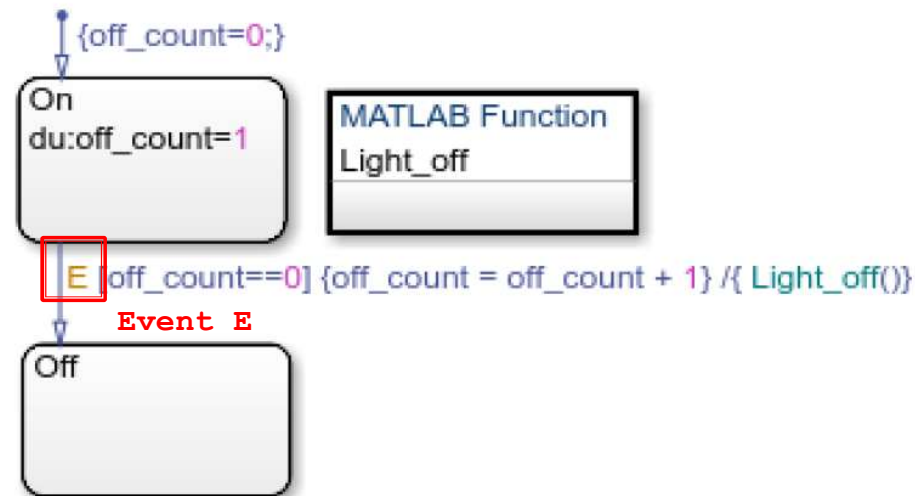 {off_count=0;}
On
du:off_count=1
MATLAB Function
Light_off
E [off_count==0] {off_count = off_count + 1} /{ Light_off()}
Event E
Off